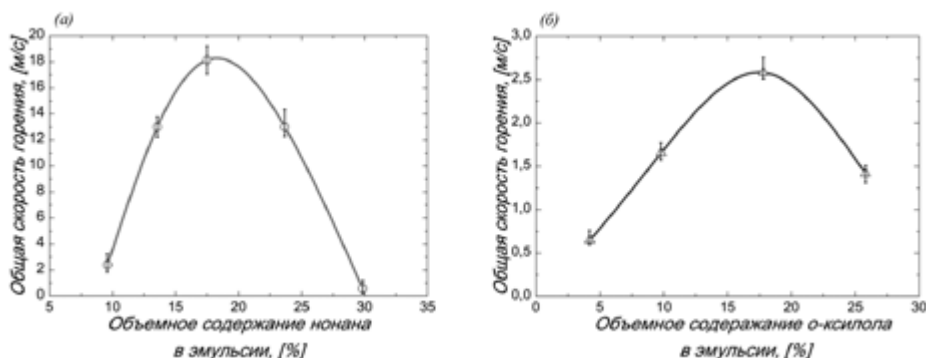 (а)
Общая скорость горения, [м/с]
20
18
16
14
12
10
8
6
4
2
0
5 10 15 20 25 30 35
Объемное содержание нонана
в эмульсии, [%]
(б)
Общая скорость горения, [м/с]
3,0
2,5
2,0
1,5
1,0
0,5
0,0
0 5 10 15 20 25 30
Объемное содеражание о-ксилола
в эмульсии, [%]